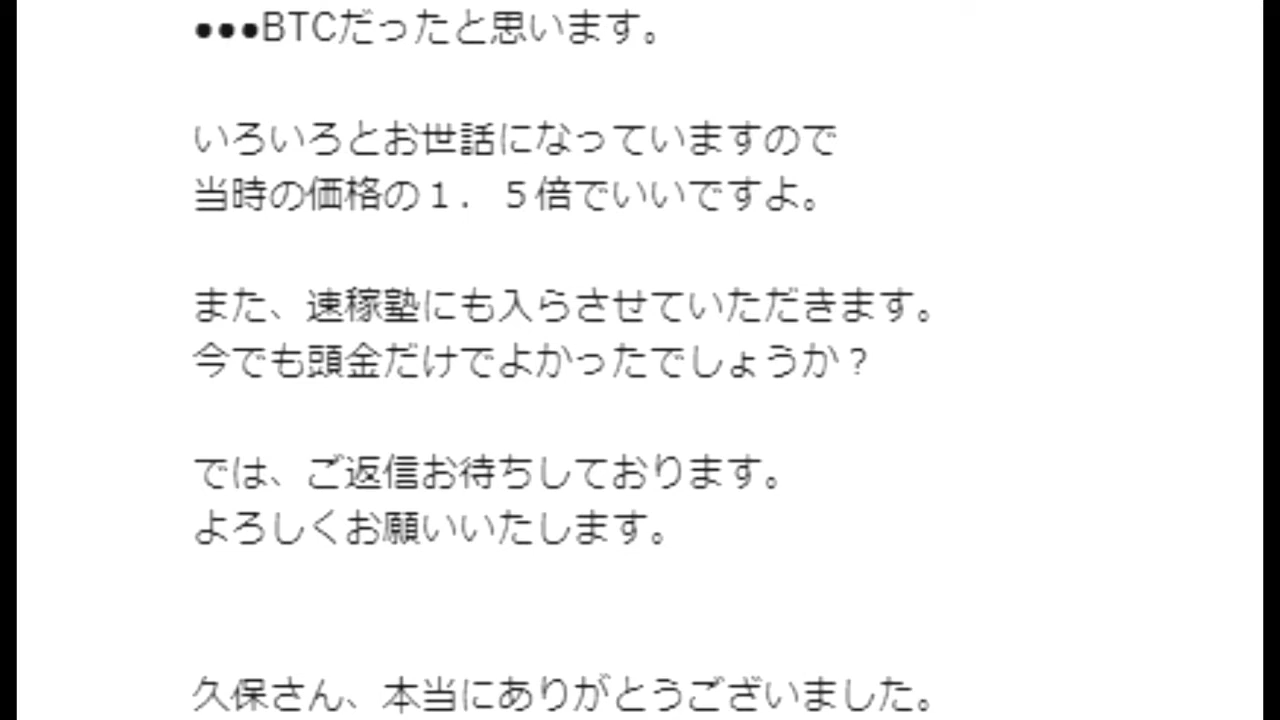 ●●●BTCだったと思います。
いろいろとお世話になっていますので
当時の価格の１．５倍でいいですよ。
また、速稼塾にも入らさせていただきます。
今でも頭金だけでよかったでしょうか？
では、ご返信お待ちしております。
よろしくお願いいたします。
久保さん、本当にありがとうございました。